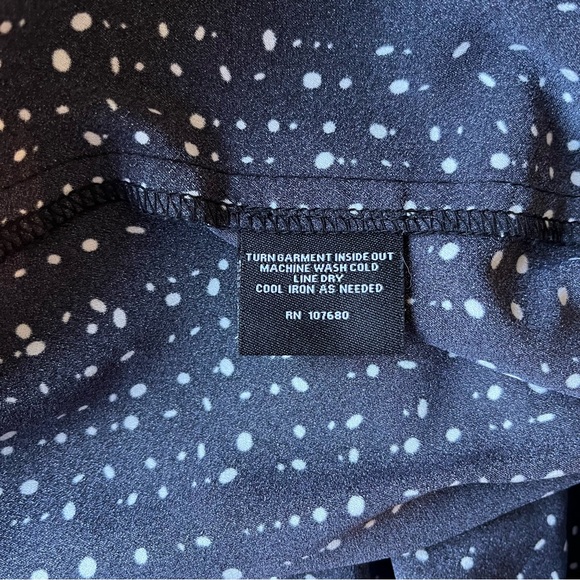 TURN GARMENT INSIDE OUT
MACHINE WASH COLD
LINE DRY
COOL IRON AS NEEDED
RN 107680